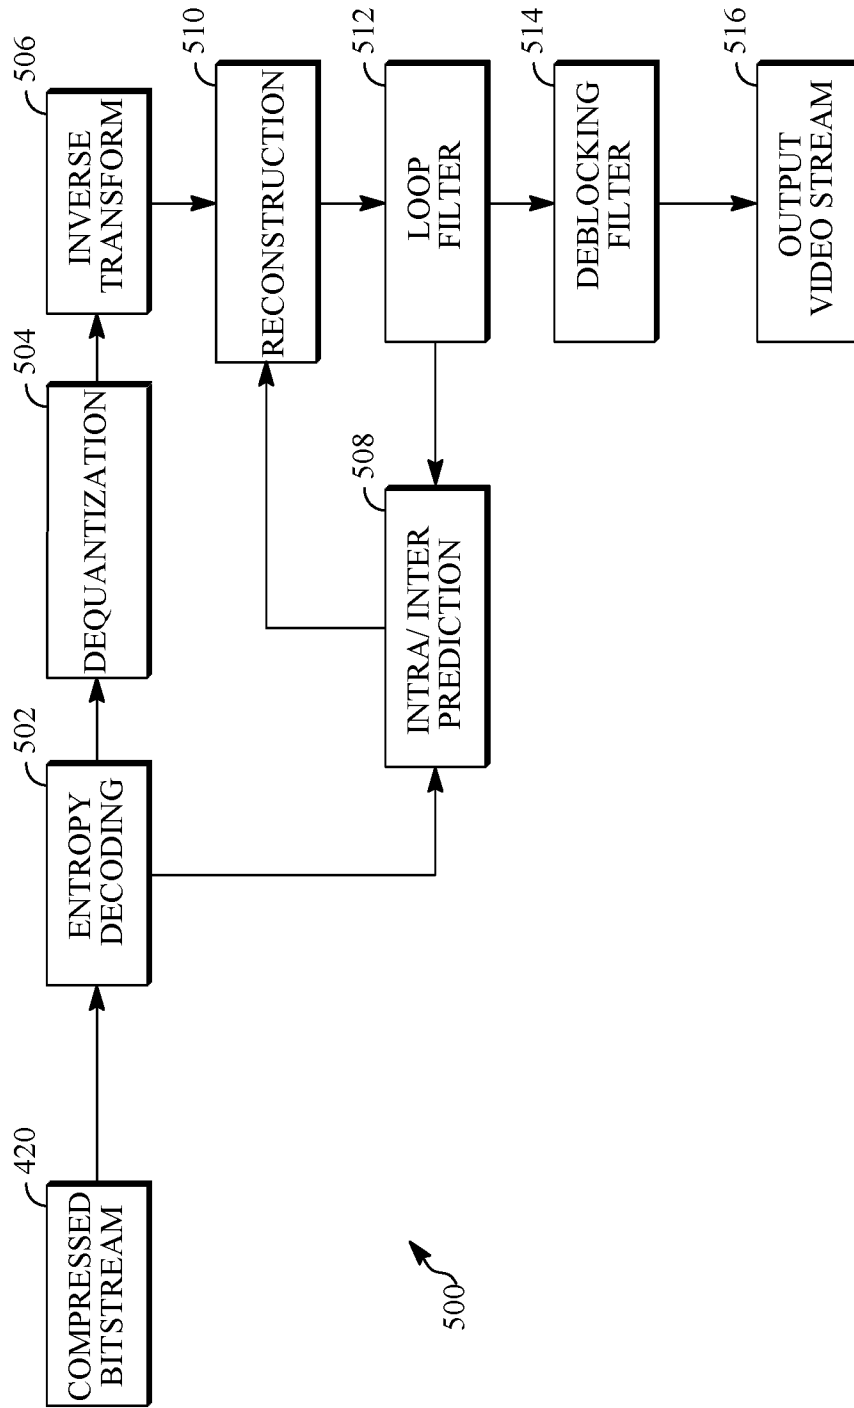 420
COMPRESSED
BITSTREAM
502
ENTROPY
DECODING
504
DEQUANTIZATION
506
INVERSE
TRANSFORM
510
RECONSTRUCTION
508
INTRA/ INTER
PREDICTION
512
LOOP
FILTER
514
DEBLOCKING
FILTER
516
OUTPUT
VIDEO STREAM
500